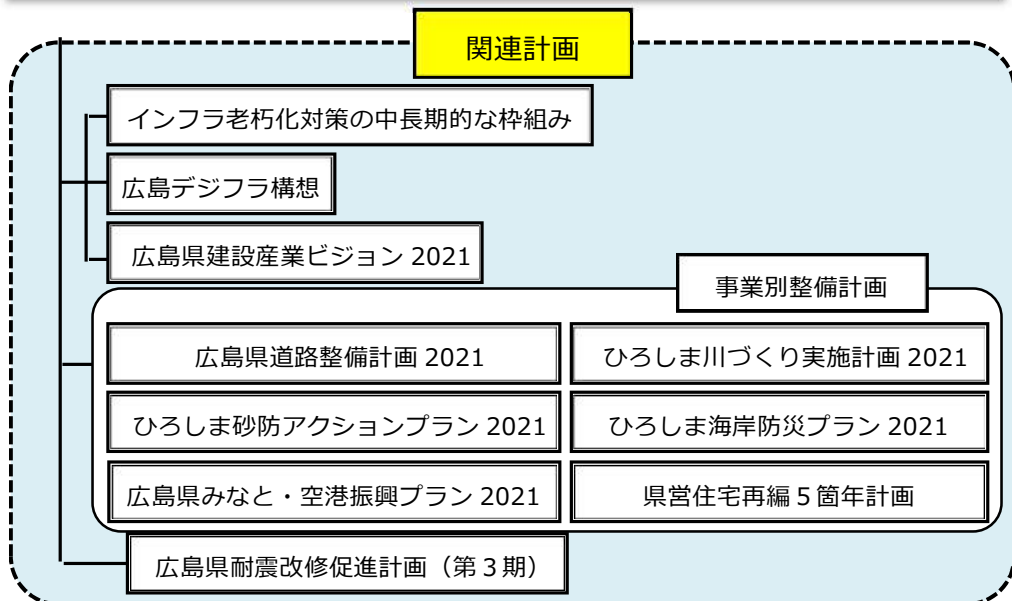 関連計画
インフラ老朽化対策の中長期的な枠組み
広島デジフラ構想
広島県建設産業ビジョン 2021
事業別整備計画
広島県道路整備計画 2021
ひろしま川づくり実施計画 2021
ひろしま砂防アクションプラン 2021
ひろしま海岸防災プラン 2021
広島県みなと・空港振興プラン 2021
県営住宅再編５箇年計画
広島県耐震改修促進計画（第３期）